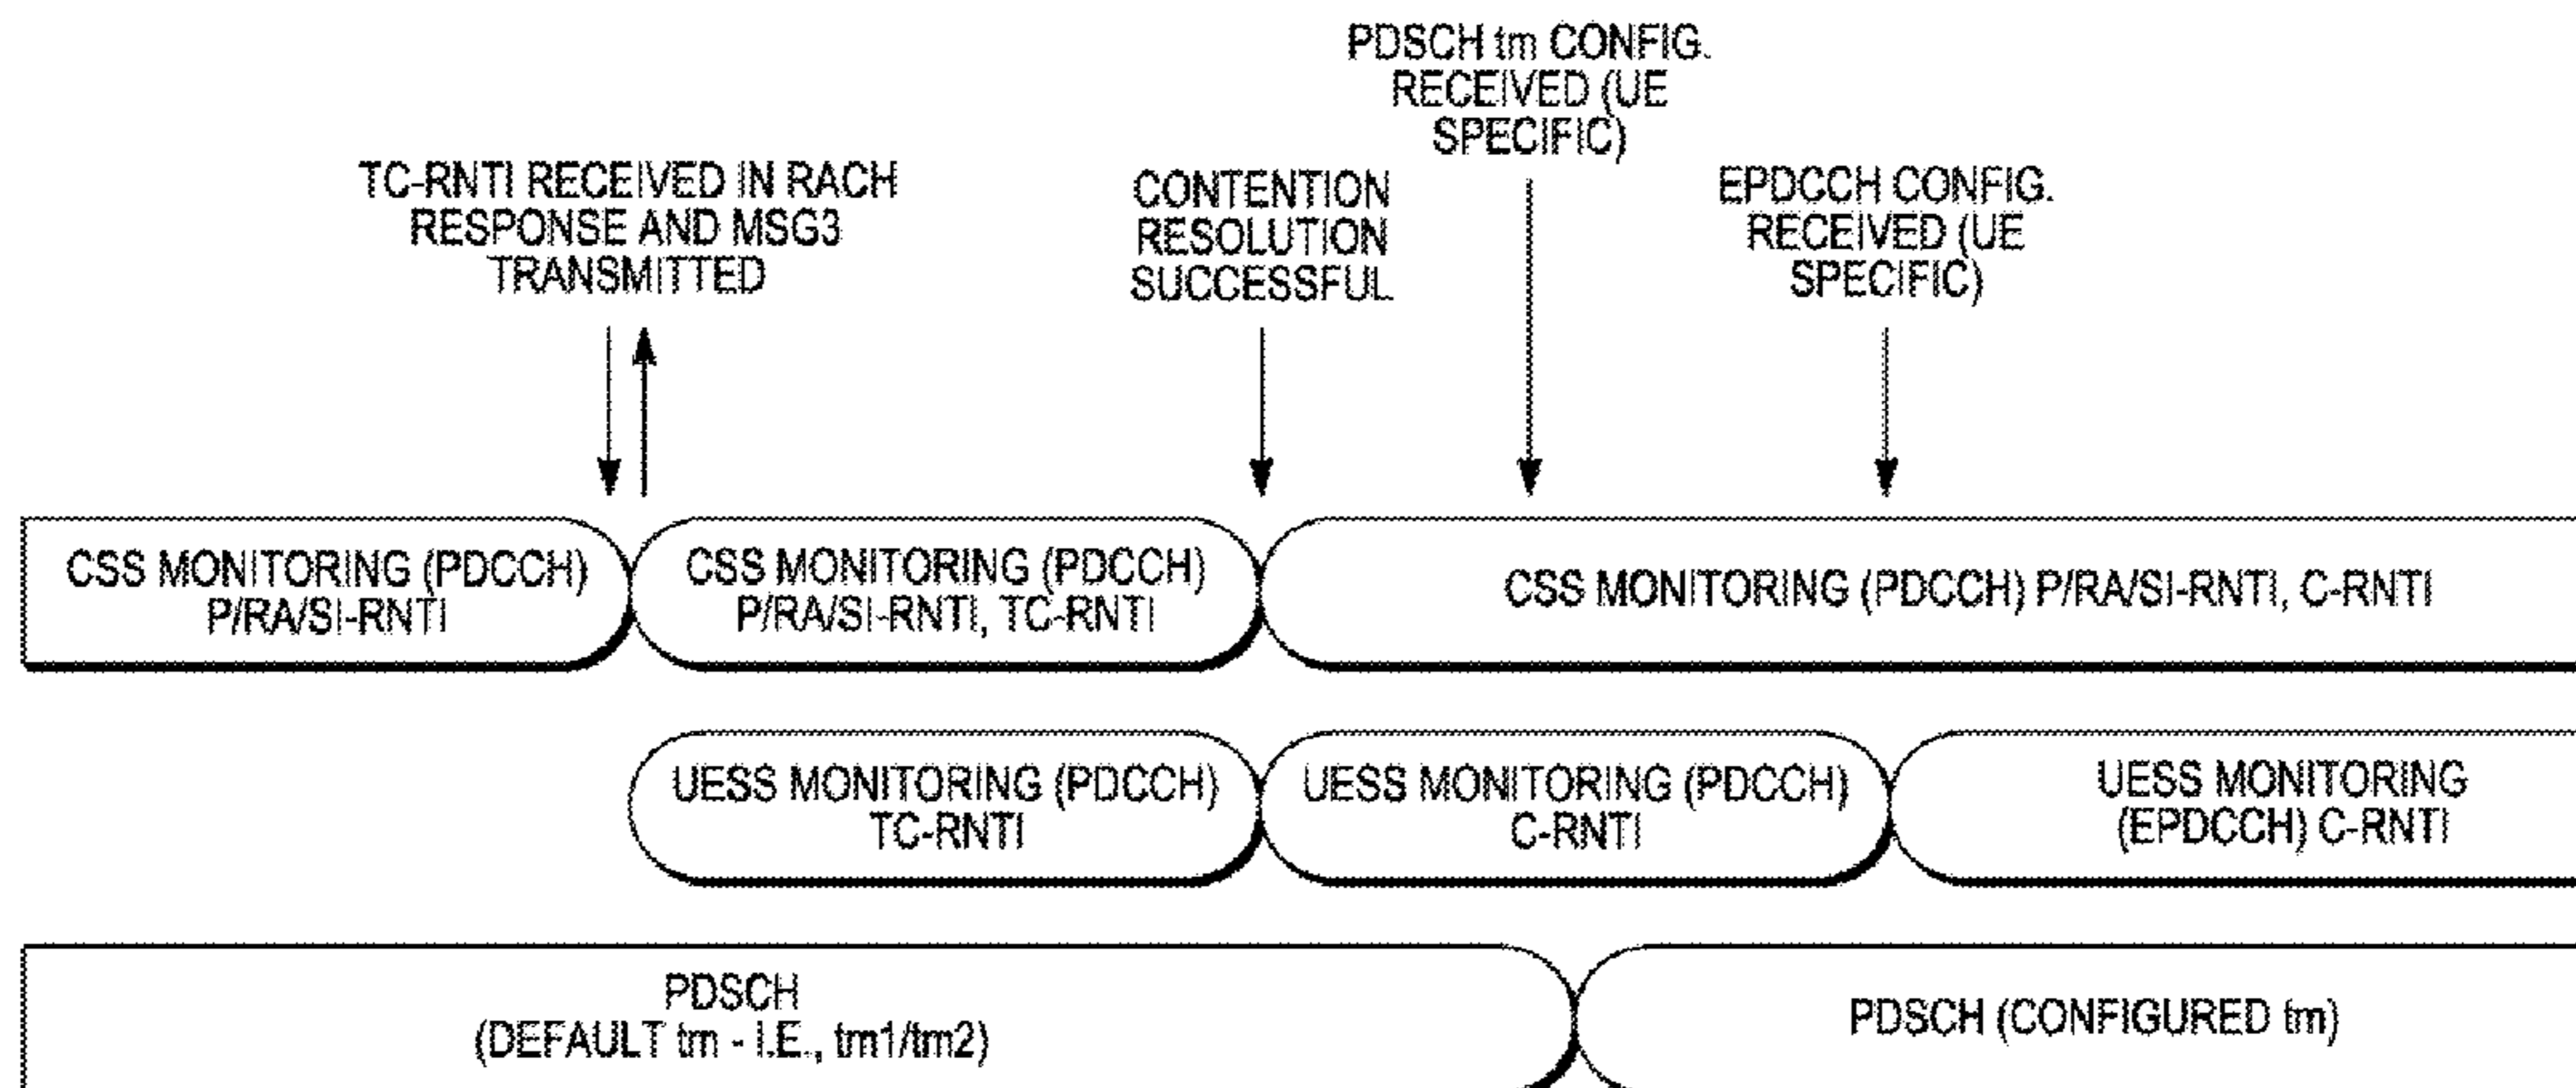 PDSCH tm CONFIG.
RECEIVED (UE
SPECIFIC)
TC-RNTI RECEIVED IN RACH
RESPONSE AND MSG3
TRANSMITTED
CONTENTION
RESOLUTION
SUCCESSFUL
EPDCCH CONFIG.
RECEIVED (UE
SPECIFIC)
CSS MONITORING (PDCCH)
P/RA/SI-RNTI
CSS MONITORING (PDCCH)
P/RA/SI-RNTI, TC-RNTI
CSS MONITORING (PDCCH) P/RA/SI-RNTI, C-RNTI
UESS MONITORING (PDCCH)
TC-RNTI
UESS MONITORING (PDCCH)
C-RNTI
UESS MONITORING
(EPDCCH) C-RNTI
PDSCH
(DEFAULT tm - I.E., tm1/tm2)
PDSCH (CONFIGURED tm)